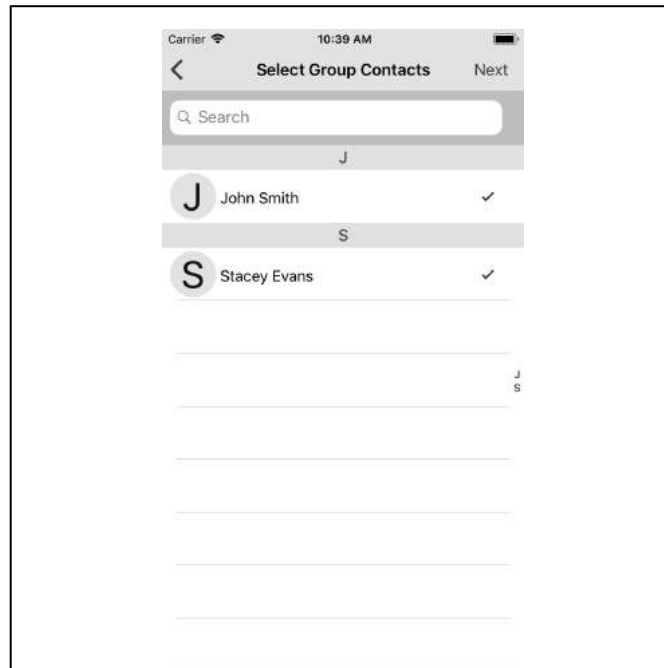 Carrier 10:39 AM
Select Group Contacts Next
Search
J
J John Smith
S
S Stacey Evans
J
S